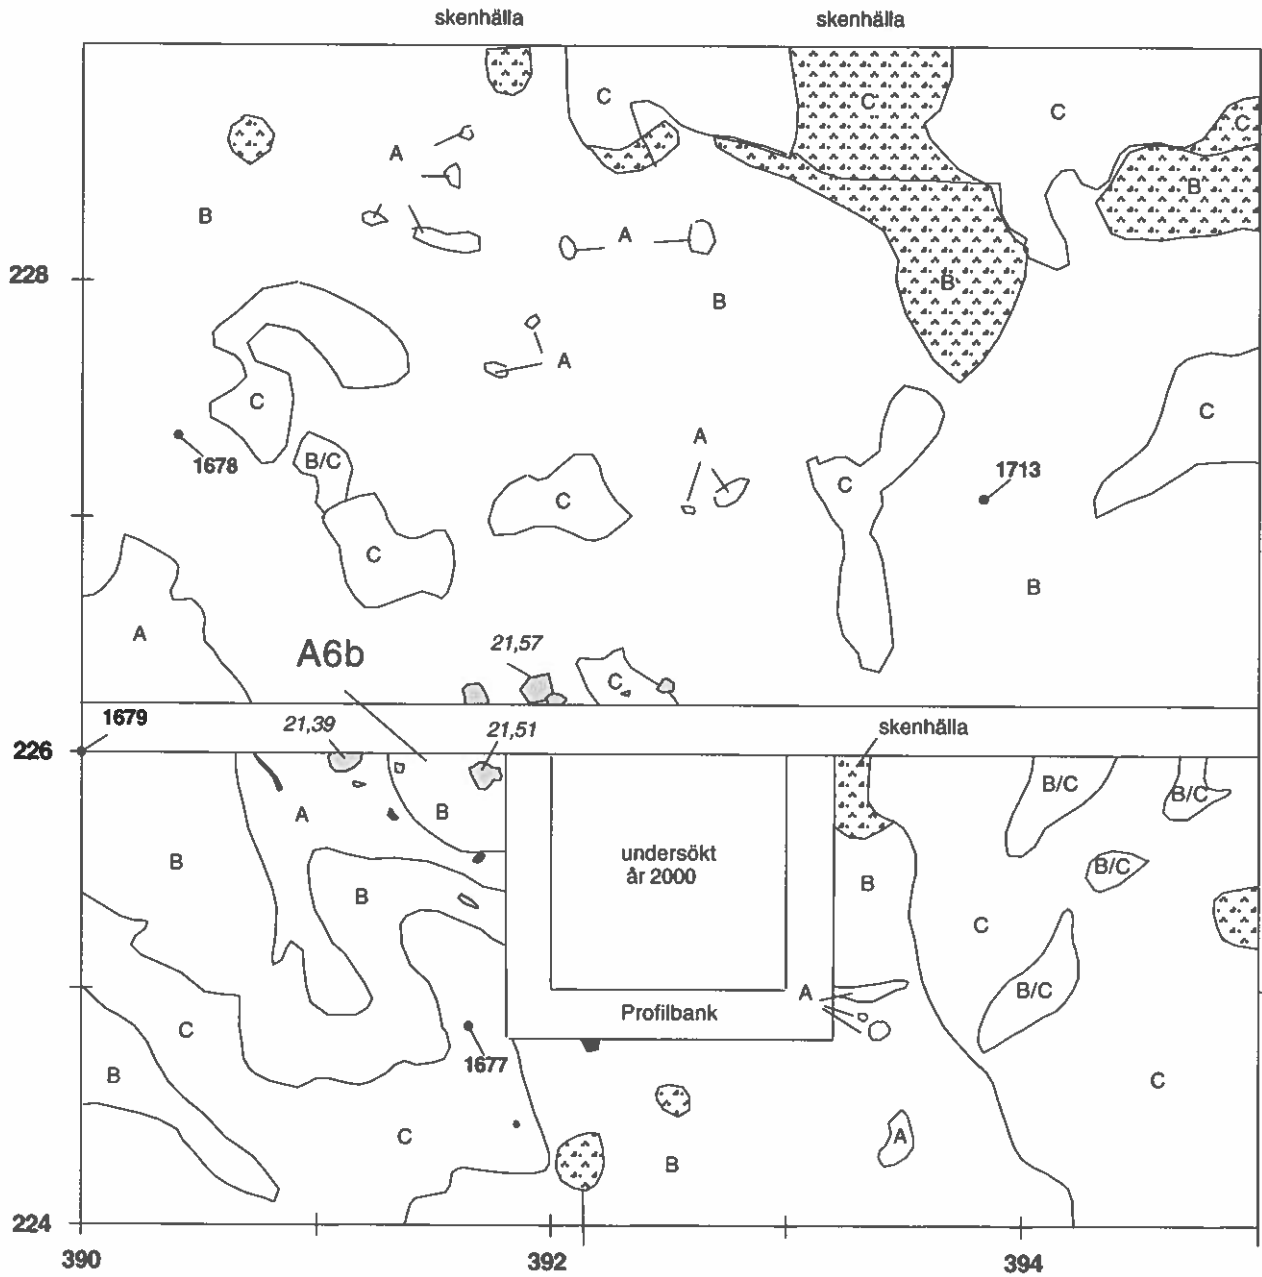 skenhälla
skenhälla
C
C
C
C
A
B
B
A
228
B
B
A
C
C
A
B/C
1678
1713
C
C
C
B
A
A6b
21,57
C
1679
21,39
21,51
skenhälla
226
B/C
B/C
A
B
undersökt
år 2000
B
B/C
B
B
C
A
B/C
Profilbank
C
1677
B
C
C
A
B
224
390
392
394